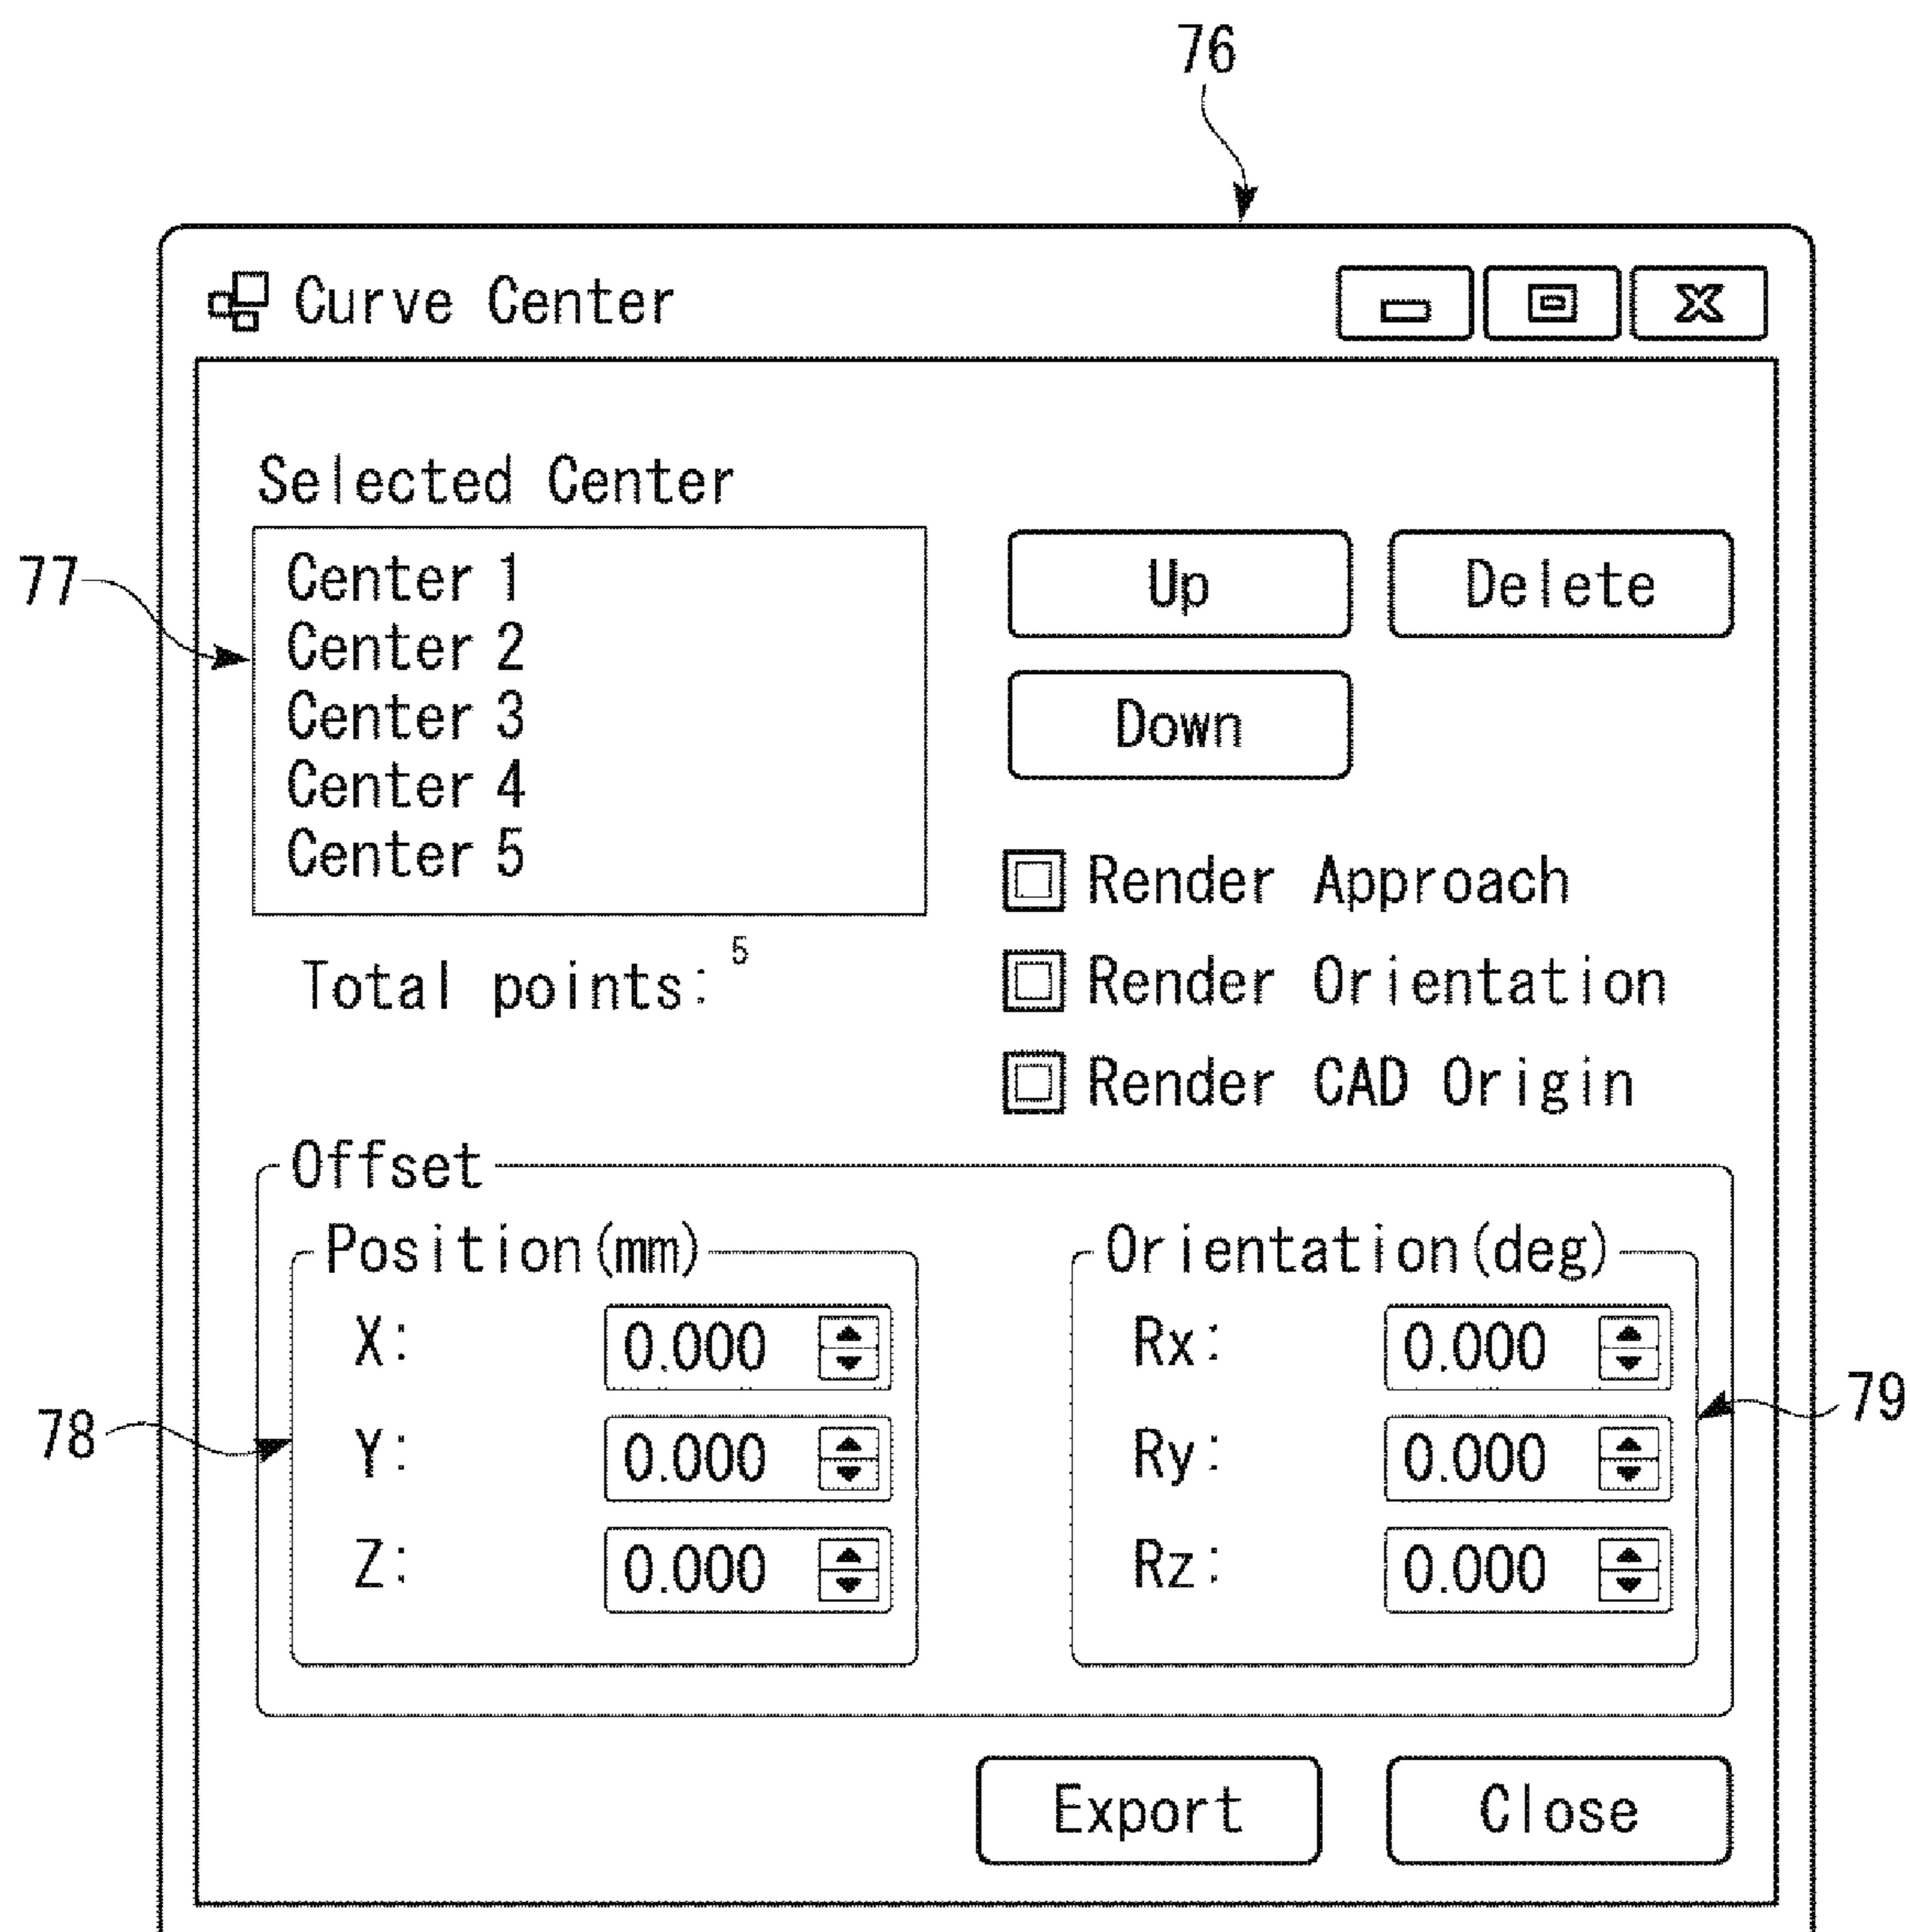 76
Curve Center
Selected Center
77
Center 1
Center 2
Center 3
Center 4
Center 5
Total points: 5
Up
Delete
Down
Render Approach
Render Orientation
Render CAD Origin
Offset
Position(mm)
X: 0.000
Y: 0.000
Z: 0.000
78
Orientation(deg)
Rx: 0.000
Ry: 0.000
Rz: 0.000
79
Export
Close